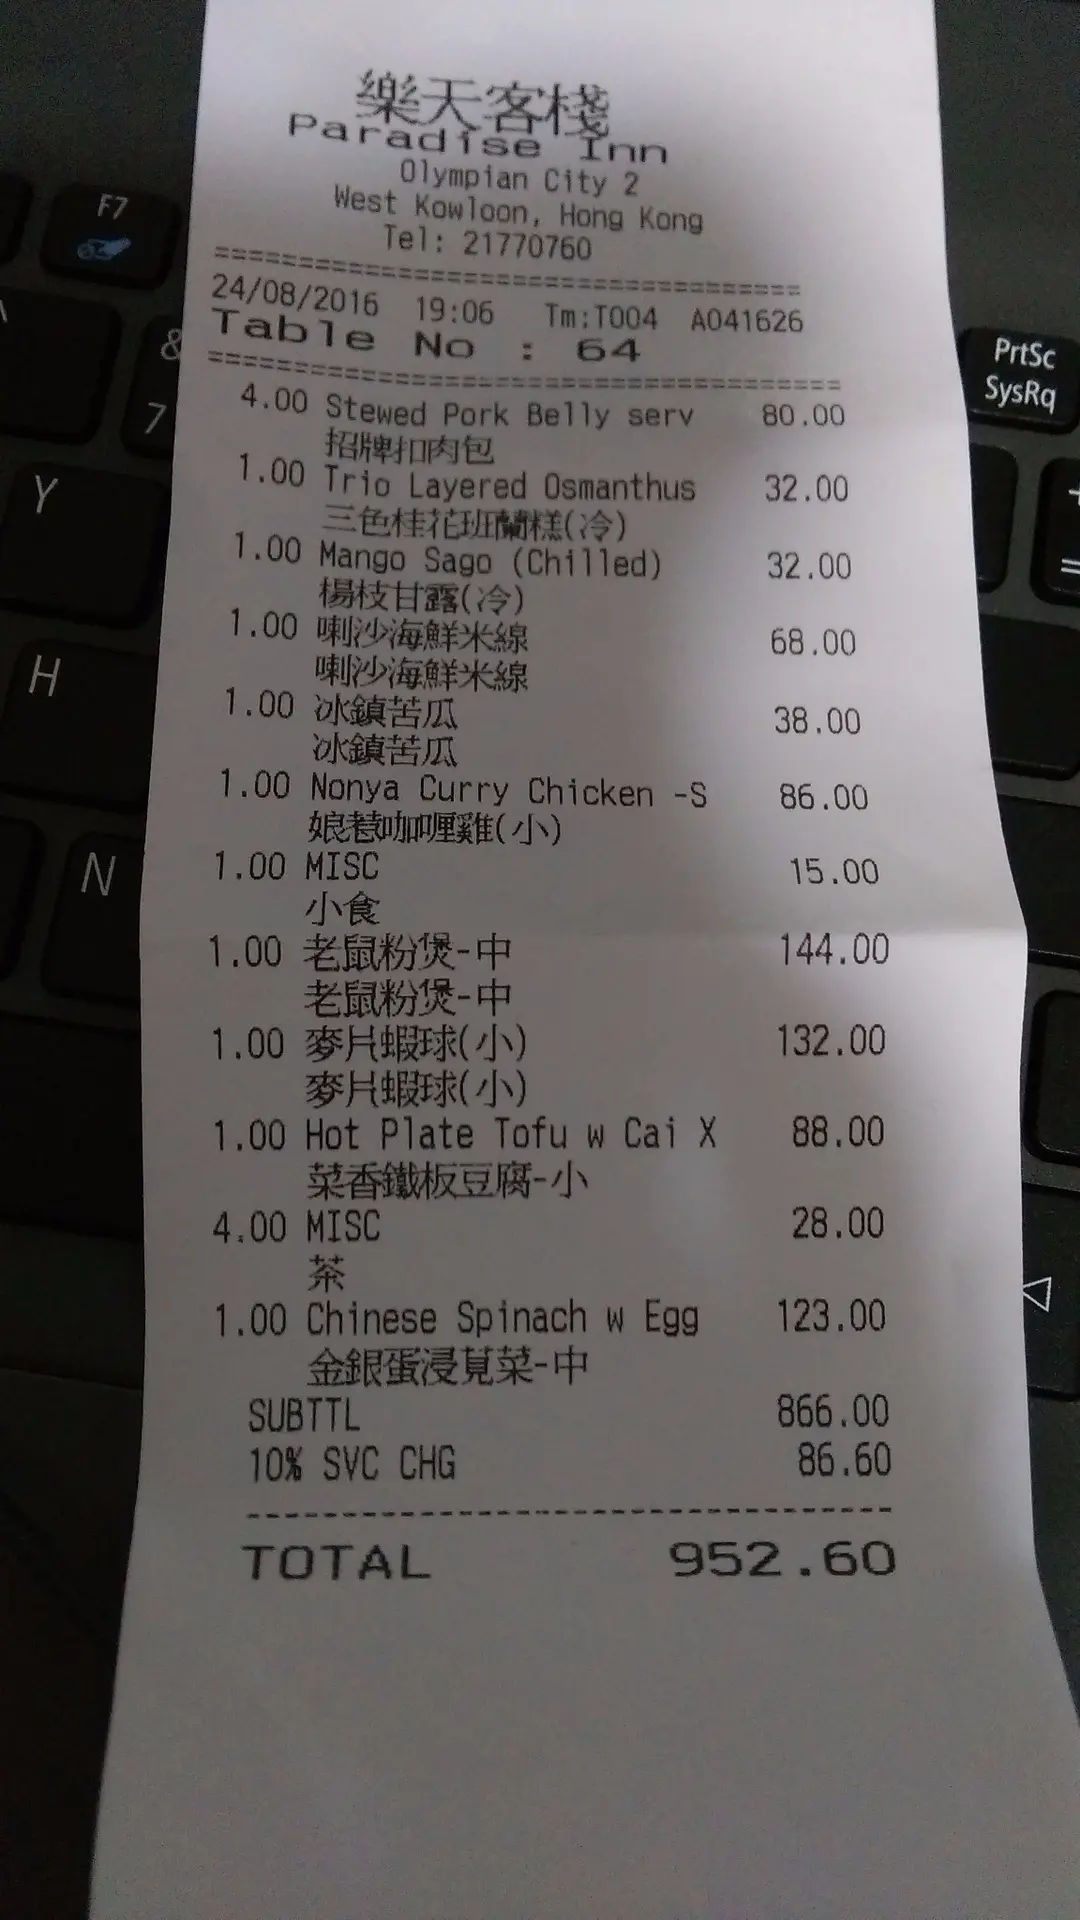 樂天客棧
Paradise Inn
Olympian City 2
West Kowloon, Hong Kong
Tel: 21770760
====================================
24/08/2016 19:06 Tm:T004 A041626
Table No : 64
====================================
4.00 Stewed Pork Belly serv 80.00
招牌扣肉包
1.00 Trio Layered Osmanthus 32.00
三色桂花班蘭糕(冷)
1.00 Mango Sago (Chilled) 32.00
楊枝甘露(冷)
1.00 喇沙海鮮米線 68.00
喇沙海鮮米線
1.00 冰鎮苦瓜 38.00
冰鎮苦瓜
1.00 Nonya Curry Chicken -S 86.00
娘惹咖喱雞(小)
1.00 MISC 15.00
小食
1.00 老鼠粉煲-中 144.00
老鼠粉煲-中
1.00 麥片蝦球(小) 132.00
麥片蝦球(小)
1.00 Hot Plate Tofu w Cai X 88.00
菜香鐵板豆腐-小
4.00 MISC 28.00
茶
1.00 Chinese Spinach w Egg 123.00
金銀蛋浸莧菜-中
SUBTTL 866.00
10% SVC CHG 86.60
-----------------------------------
TOTAL 952.60
F7
&
7
Y
H
N
PrtSc
SysRq
+
=